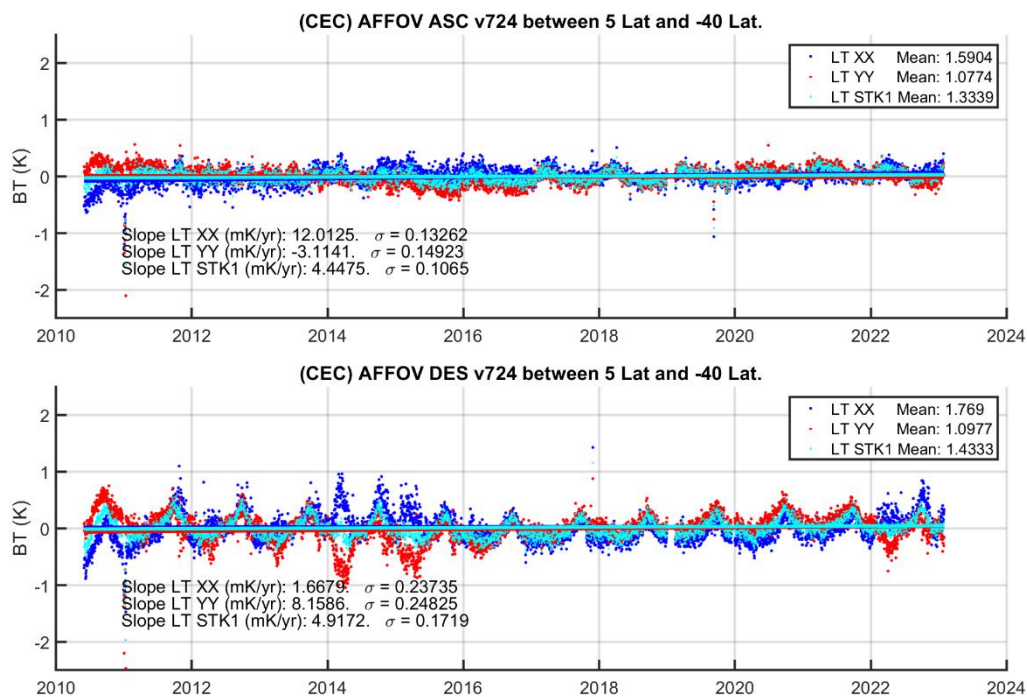 (CEC) AFFOV ASC v724 between 5 Lat and -40 Lat.
2
1
0
-1
-2
BT (K)
LT XX Mean: 1.5904
LT YY Mean: 1.0774
LT STK1 Mean: 1.3339
Slope LT XX (mK/yr): 12.0125. σ = 0.13262
Slope LT YY (mK/yr): -3.1141. σ = 0.14923
Slope LT STK1 (mK/yr): 4.4475. σ = 0.1065
2010 2012 2014 2016 2018 2020 2022 2024
(CEC) AFFOV DES v724 between 5 Lat and -40 Lat.
2
1
0
-1
-2
BT (K)
LT XX Mean: 1.769
LT YY Mean: 1.0977
LT STK1 Mean: 1.4333
Slope LT XX (mK/yr): 1.6679. σ = 0.23735
Slope LT YY (mK/yr): 8.1586. σ = 0.24825
Slope LT STK1 (mK/yr): 4.9172. σ = 0.1719
2010 2012 2014 2016 2018 2020 2022 2024